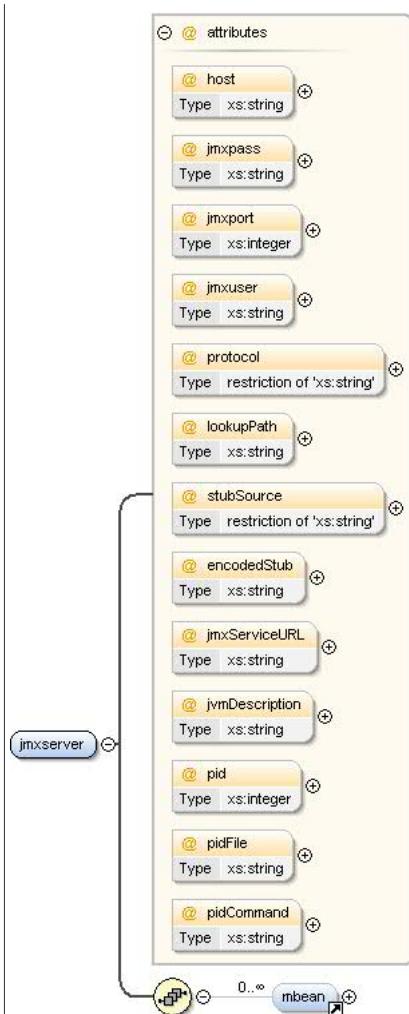 @ attributes
@ host
Type xs:string
@ jmxpass
Type xs:string
@ jmxport
Type xs:integer
@ jmxuser
Type xs:string
@ protocol
Type restriction of 'xs:string'
@ lookupPath
Type xs:string
@ stubSource
Type restriction of 'xs:string'
@ encodedStub
Type xs:string
@ jmxServiceURL
Type xs:string
@ jvmDescription
Type xs:string
jmxserver
@ pid
Type xs:integer
@ pidFile
Type xs:string
@ pidCommand
Type xs:string
0..∞
mbean